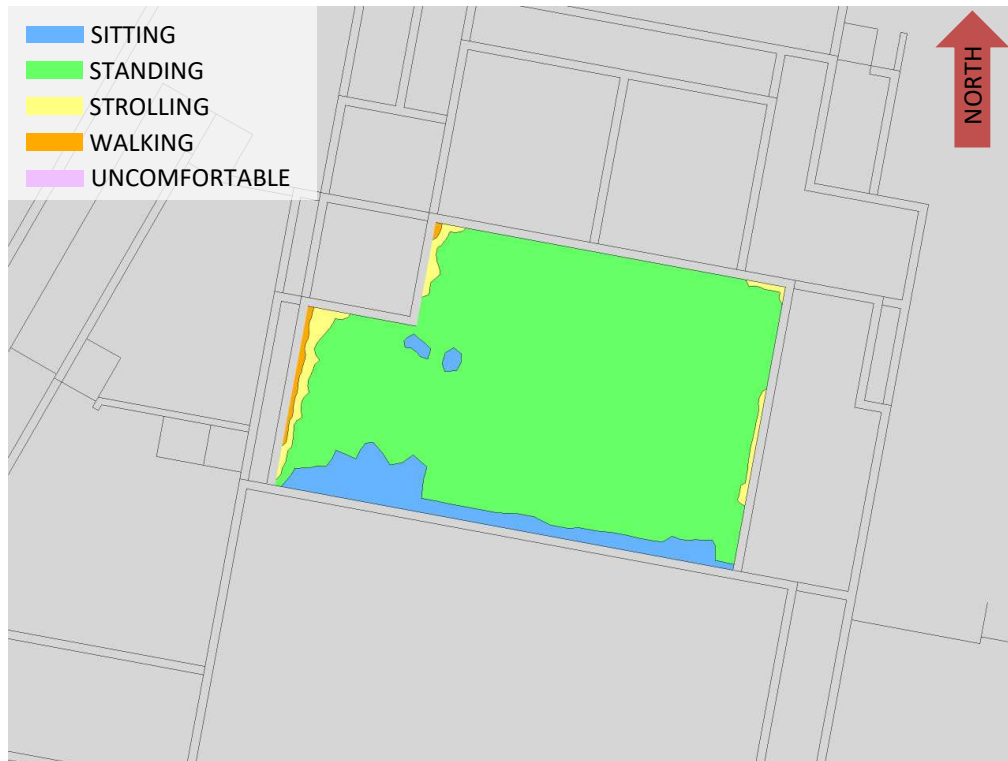 SITTING
STANDING
STROLLING
WALKING
UNCOMFORTABLE
NORTH